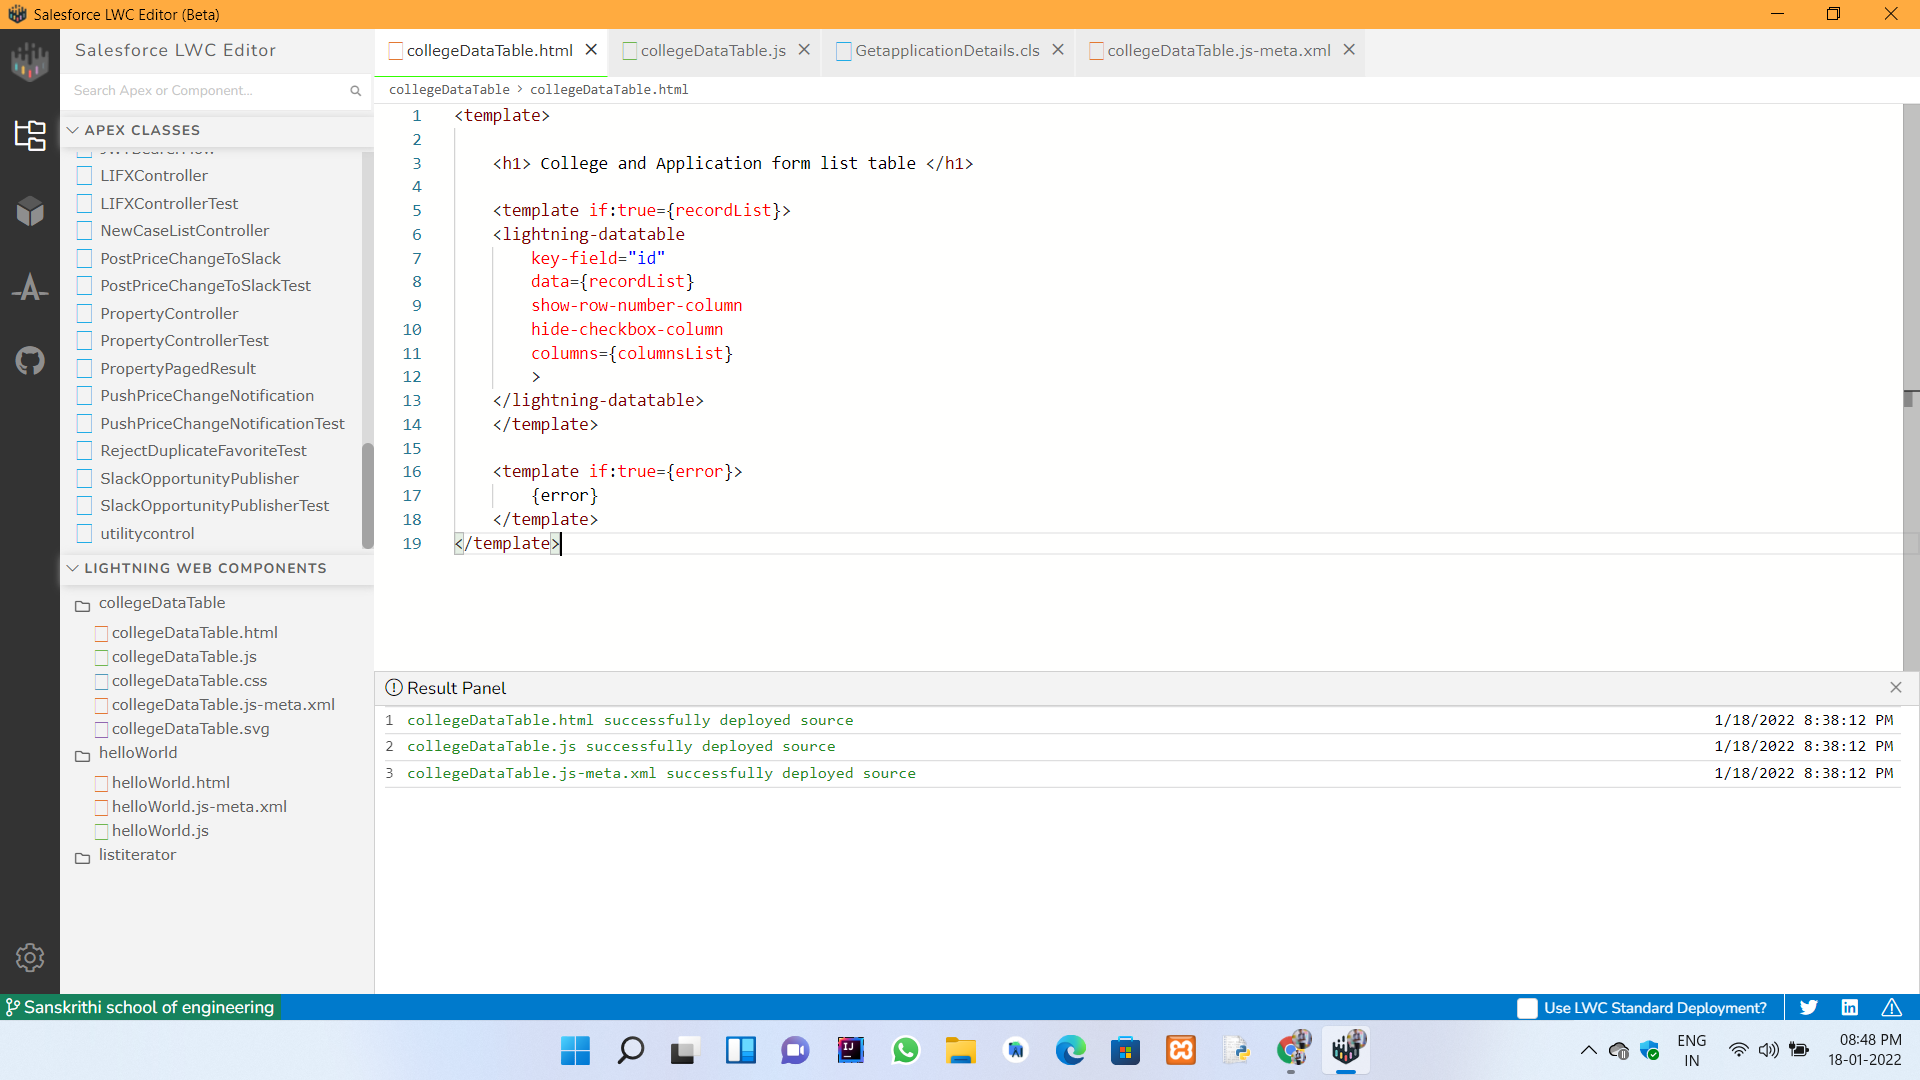 Salesforce LWC Editor (Beta)
Salesforce LWC Editor
Search Apex or Component...
APEX CLASSES
LIFXController
LIFXControllerTest
NewCaseListController
PostPriceChangeToSlack
PostPriceChangeToSlackTest
PropertyController
PropertyControllerTest
PropertyPagedResult
PushPriceChangeNotification
PushPriceChangeNotificationTest
RejectDuplicateFavoriteTest
SlackOpportunityPublisher
SlackOpportunityPublisherTest
utilitycontrol
LIGHTNING WEB COMPONENTS
collegeDataTable
collegeDataTable.html
collegeDataTable.js
collegeDataTable.css
collegeDataTable.js-meta.xml
collegeDataTable.svg
helloWorld
helloWorld.html
helloWorld.js-meta.xml
helloWorld.js
listiterator
collegeDataTable.html
collegeDataTable.js
GetapplicationDetails.cls
collegeDataTable.js-meta.xml
collegeDataTable > collegeDataTable.html
1 <template>
2
3 <h1> College and Application form list table </h1>
4
5 <template if:true={recordList}>
6 <lightning-datatable
7 key-field="id"
8 data={recordList}
9 show-row-number-column
10 hide-checkbox-column
11 columns={columnsList}
12 >
13 </lightning-datatable>
14 </template>
15
16 <template if:true={error}>
17 {error}
18 </template>
19 </template>
Result Panel
1 collegeDataTable.html successfully deployed source 1/18/2022 8:38:12 PM
2 collegeDataTable.js successfully deployed source 1/18/2022 8:38:12 PM
3 collegeDataTable.js-meta.xml successfully deployed source 1/18/2022 8:38:12 PM
Sanskrithi school of engineering
Use LWC Standard Deployment?
ENG
IN
08:48 PM
18-01-2022